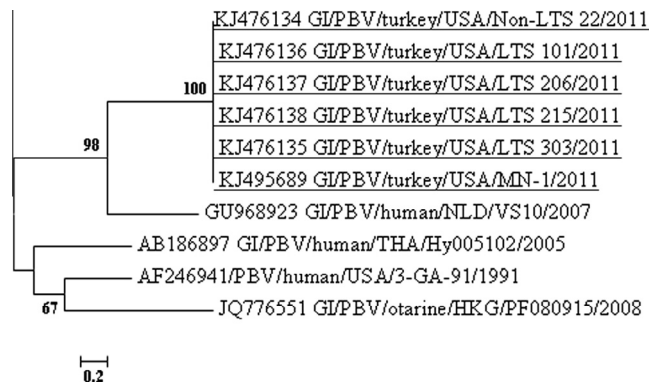 KJ476134 GI/PBV/turkey/USA/Non-LTS 22/2011
KJ476136 GI/PBV/turkey/USA/LTS 101/2011
KJ476137 GI/PBV/turkey/USA/LTS 206/2011
100
KJ476138 GI/PBV/turkey/USA/LTS 215/2011
KJ476135 GI/PBV/turkey/USA/LTS 303/2011
98
KJ495689 GI/PBV/turkey/USA/MN-1/2011
GU968923 GI/PBV/human/NLD/VS10/2007
AB186897 GI/PBV/human/THA/Hy005102/2005
AF246941/PBV/human/USA/3-GA-91/1991
67
JQ776551 GI/PBV/otarine/HKG/PF080915/2008
0.2